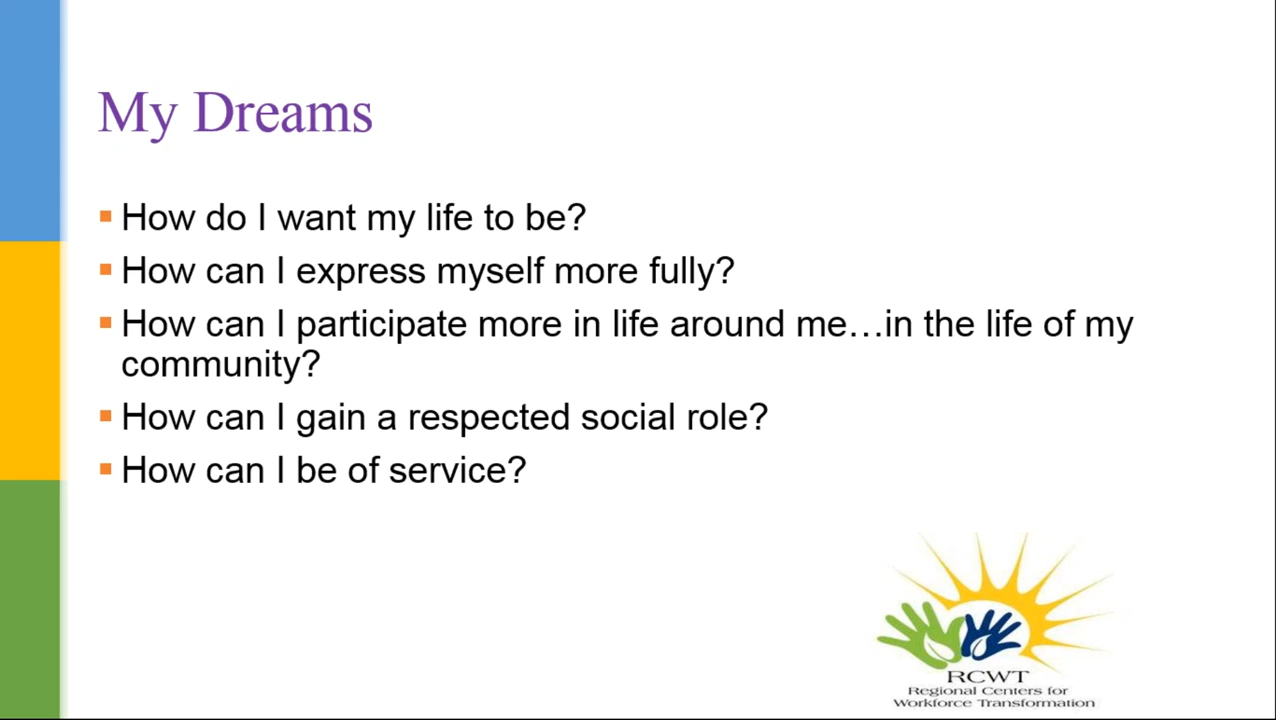 My Dreams
How do I want my life to be?
How can I express myself more fully?
How can I participate more in life around me…in the life of my
community?
How can I gain a respected social role?
How can I be of service?
RCWT
Regional Centers for
Workforce Transformation